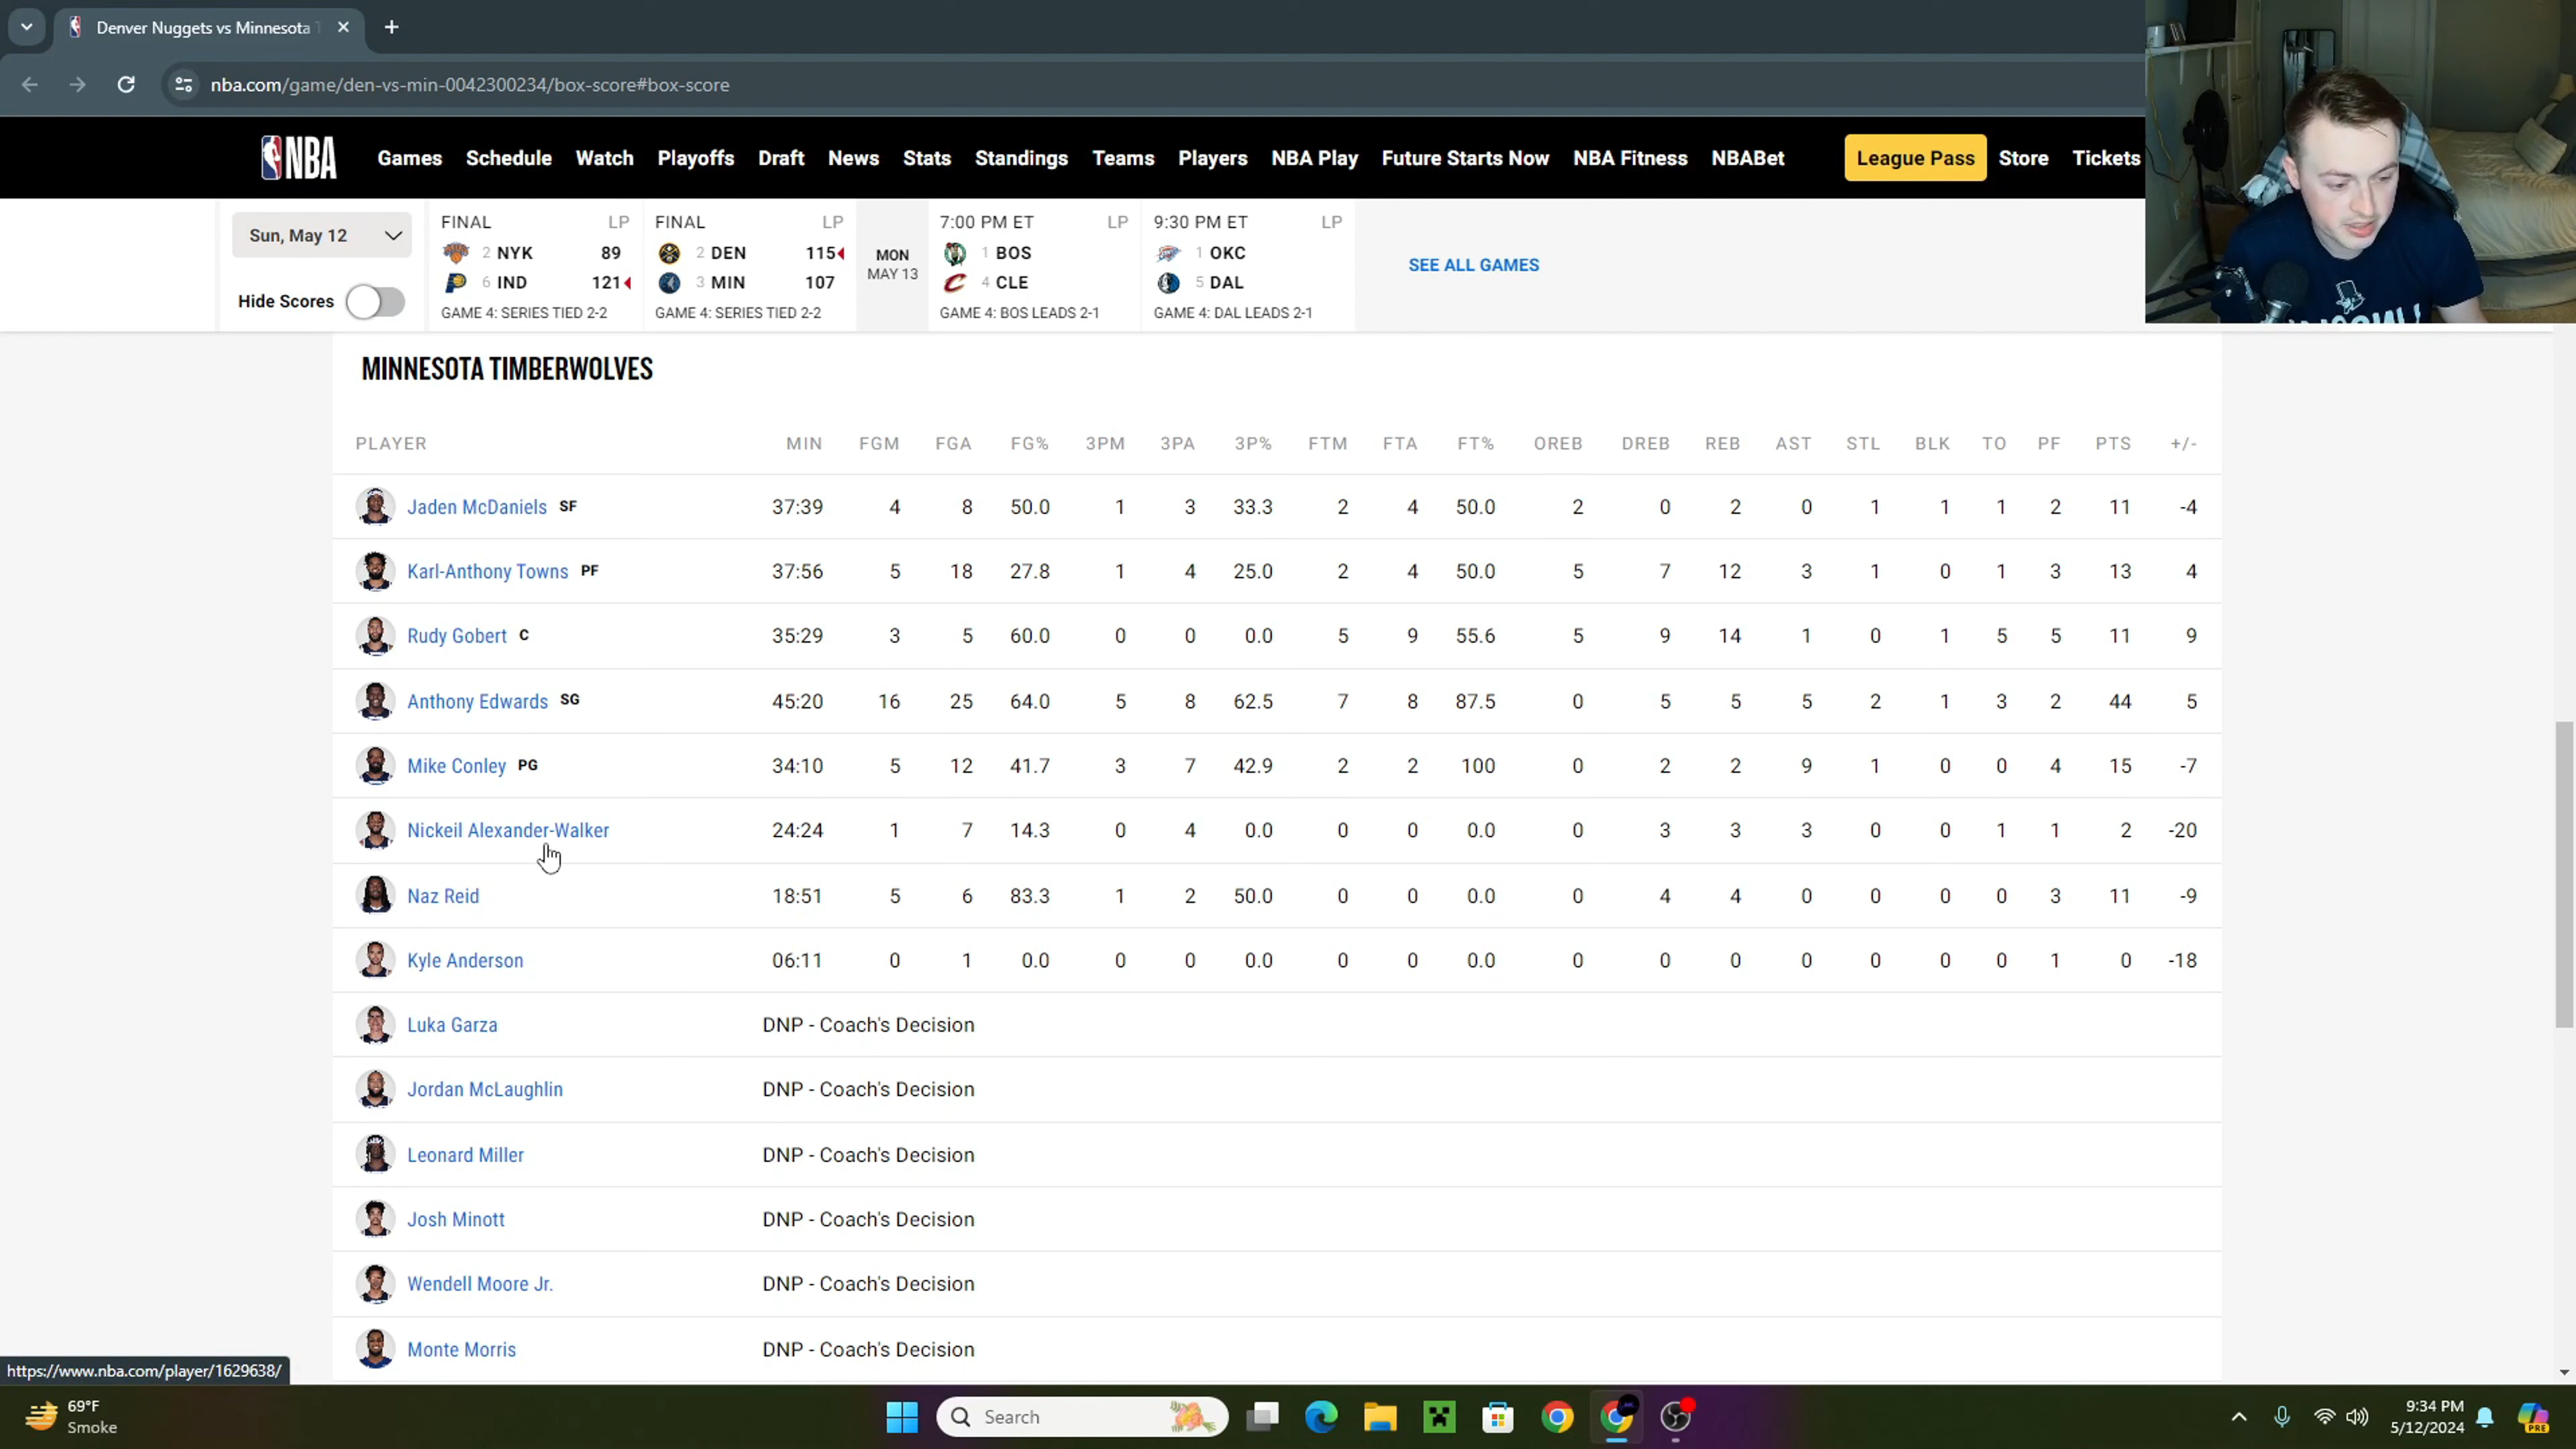 Denver Nuggets vs Minnesota T
nba.com/game/den-vs-min-0042300234/box-score#box-score
NBA Games Schedule Watch Playoffs Draft News Stats Standings Teams Players NBA Play Future Starts Now NBA Fitness NBABet League Pass Store Tickets
Sun, May 12
Hide Scores
FINAL LP
2 NYK 89
6 IND 121
GAME 4: SERIES TIED 2-2
FINAL LP
2 DEN 115
3 MIN 107
GAME 4: SERIES TIED 2-2
MON
MAY 13
7:00 PM ET LP
1 BOS
4 CLE
GAME 4: BOS LEADS 2-1
9:30 PM ET LP
1 OKC
5 DAL
GAME 4: DAL LEADS 2-1
SEE ALL GAMES
MINNESOTA TIMBERWOLVES
PLAYER MIN FGM FGA FG% 3PM 3PA 3P% FTM FTA FT% OREB DREB REB AST STL BLK TO PF PTS +/-
Jaden McDaniels SF 37:39 4 8 50.0 1 3 33.3 2 4 50.0 2 0 2 0 1 1 1 2 11 -4
Karl-Anthony Towns PF 37:56 5 18 27.8 1 4 25.0 2 4 50.0 5 7 12 3 1 0 1 3 13 4
Rudy Gobert C 35:29 3 5 60.0 0 0 0.0 5 9 55.6 5 9 14 1 0 1 5 5 11 9
Anthony Edwards SG 45:20 16 25 64.0 5 8 62.5 7 8 87.5 0 5 5 5 2 1 3 2 44 5
Mike Conley PG 34:10 5 12 41.7 3 7 42.9 2 2 100 0 2 2 9 1 0 0 4 15 -7
Nickeil Alexander-Walker 24:24 1 7 14.3 0 4 0.0 0 0 0.0 0 3 3 3 0 0 1 1 2 -20
Naz Reid 18:51 5 6 83.3 1 2 50.0 0 0 0.0 0 4 4 0 0 0 0 3 11 -9
Kyle Anderson 06:11 0 1 0.0 0 0 0.0 0 0 0.0 0 0 0 0 0 0 0 1 0 -18
Luka Garza DNP - Coach's Decision
Jordan McLaughlin DNP - Coach's Decision
Leonard Miller DNP - Coach's Decision
Josh Minott DNP - Coach's Decision
Wendell Moore Jr. DNP - Coach's Decision
Monte Morris DNP - Coach's Decision
https://www.nba.com/player/1629638/
69°F
Smoke
Search
PRE
9:34 PM
5/12/2024